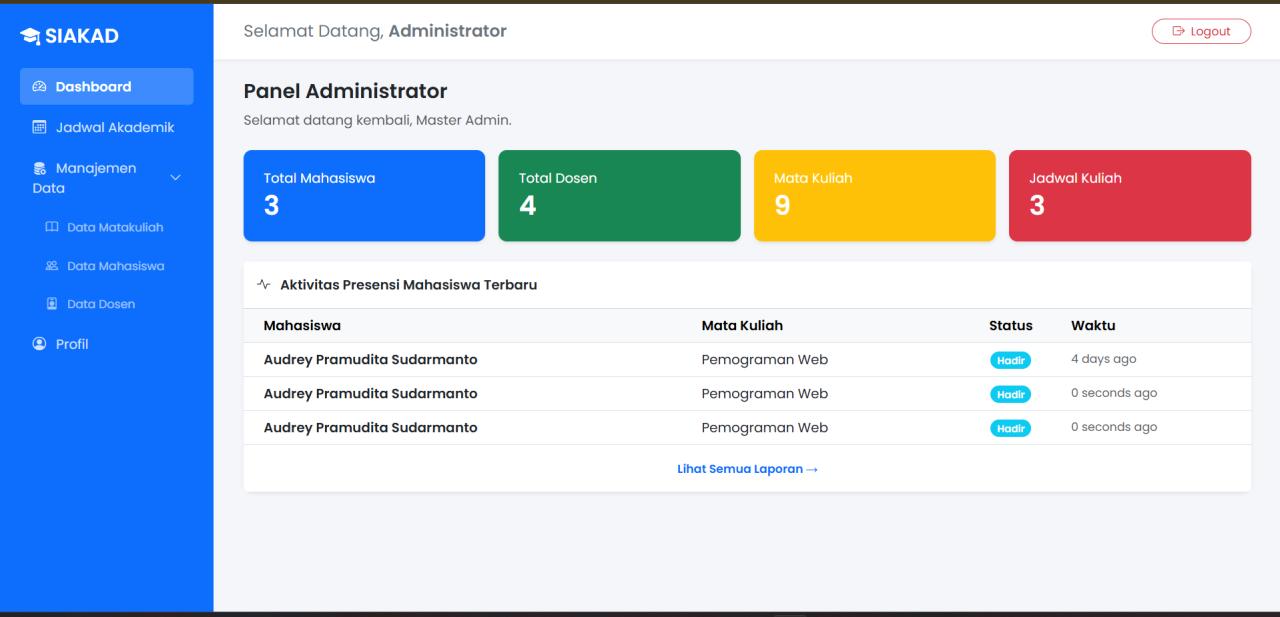 SIAKAD
Selamat Datang, Administrator
Logout
Dashboard
Jadwal Akademik
Manajemen
Data
Data Matakuliah
Data Mahasiswa
Data Dosen
Profil
Panel Administrator
Selamat datang kembali, Master Admin.
Total Mahasiswa
3
Total Dosen
4
Mata Kuliah
9
Jadwal Kuliah
3
Aktivitas Presensi Mahasiswa Terbaru
Mahasiswa Mata Kuliah Status Waktu
Audrey Pramudita Sudarmanto Pemograman Web Hadir 4 days ago
Audrey Pramudita Sudarmanto Pemograman Web Hadir 0 seconds ago
Audrey Pramudita Sudarmanto Pemograman Web Hadir 0 seconds ago
Lihat Semua Laporan →